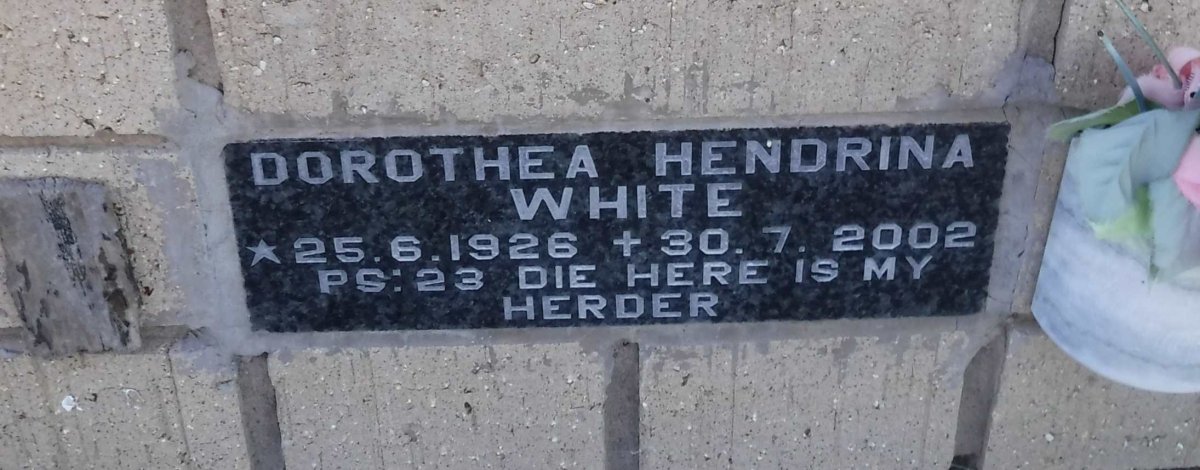 DOROTHEA HENDRINA
WHITE
★25.6.1926 ✝30.7.2002
PS:23 DIE HERE IS MY
HERDER